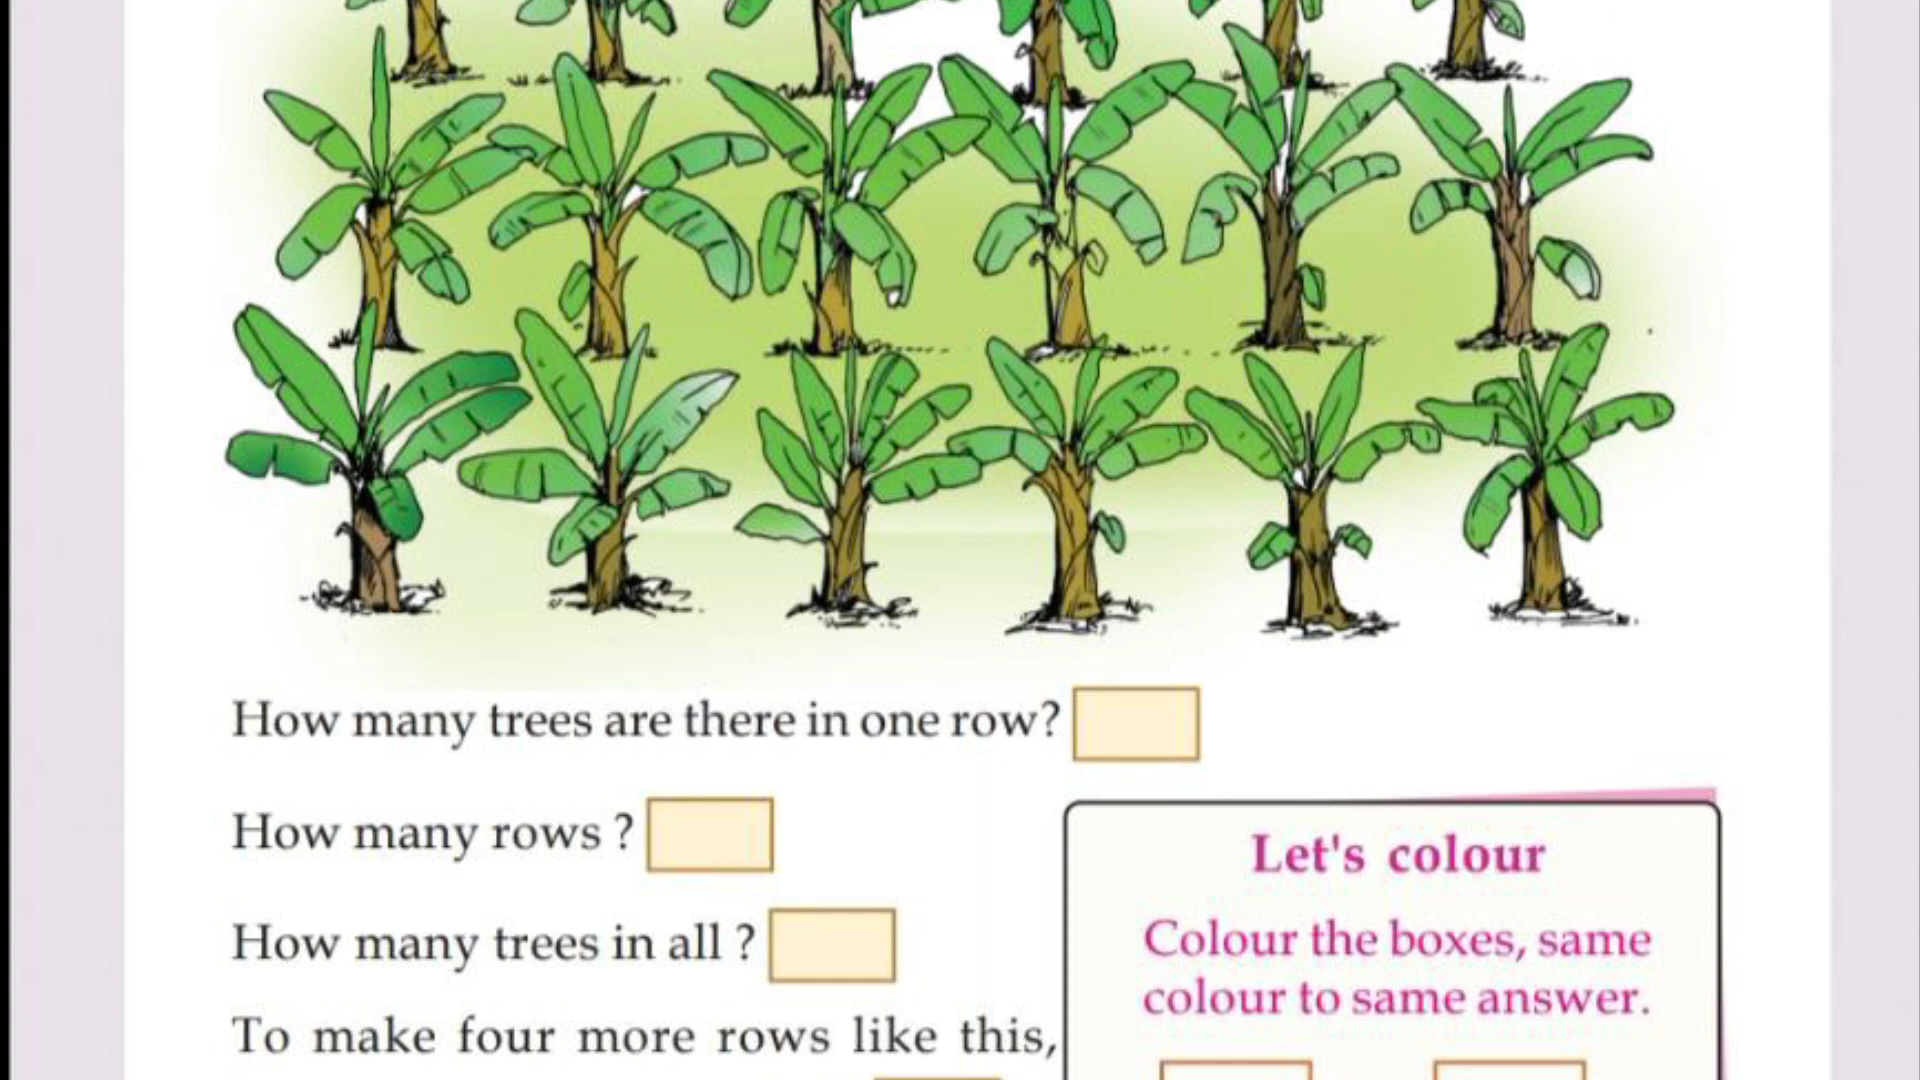 How many trees are there in one row?
How many rows ?
How many trees in all ?
To make four more rows like this,
Let's colour
Colour the boxes, same
colour to same answer.